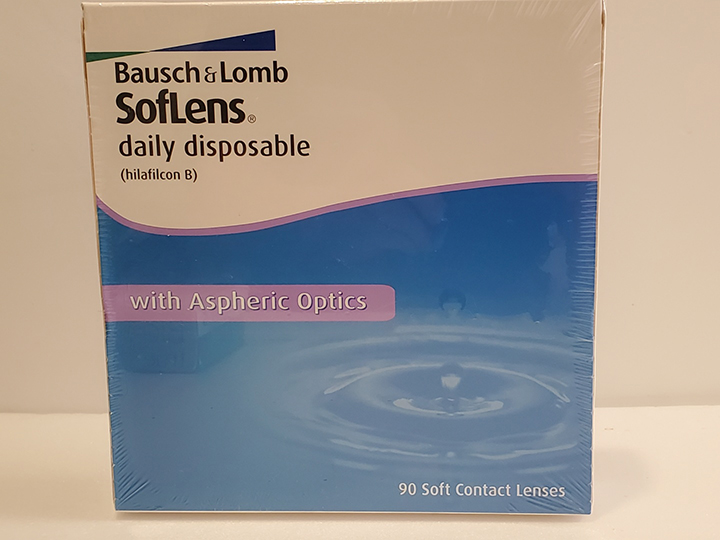 Bausch & Lomb
SofLens®
daily disposable
(hilafilcon B)
with Aspheric Optics
90 Soft Contact Lenses